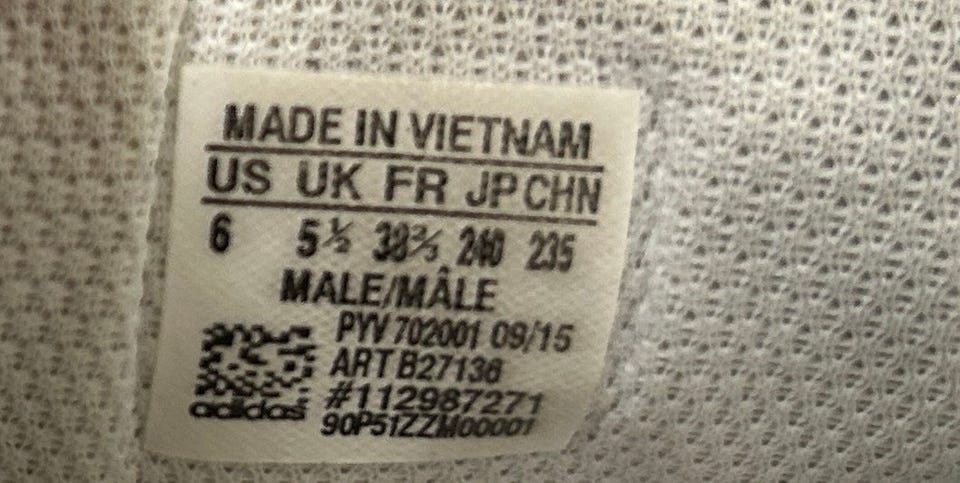 MADE IN VIETNAM
US UK FR JP CHN
6 5½ 38⅔ 240 235
MALE/MÂLE
PYV 702001 09/15
ART B27136
#112987271
adidas
90P51ZZM00001